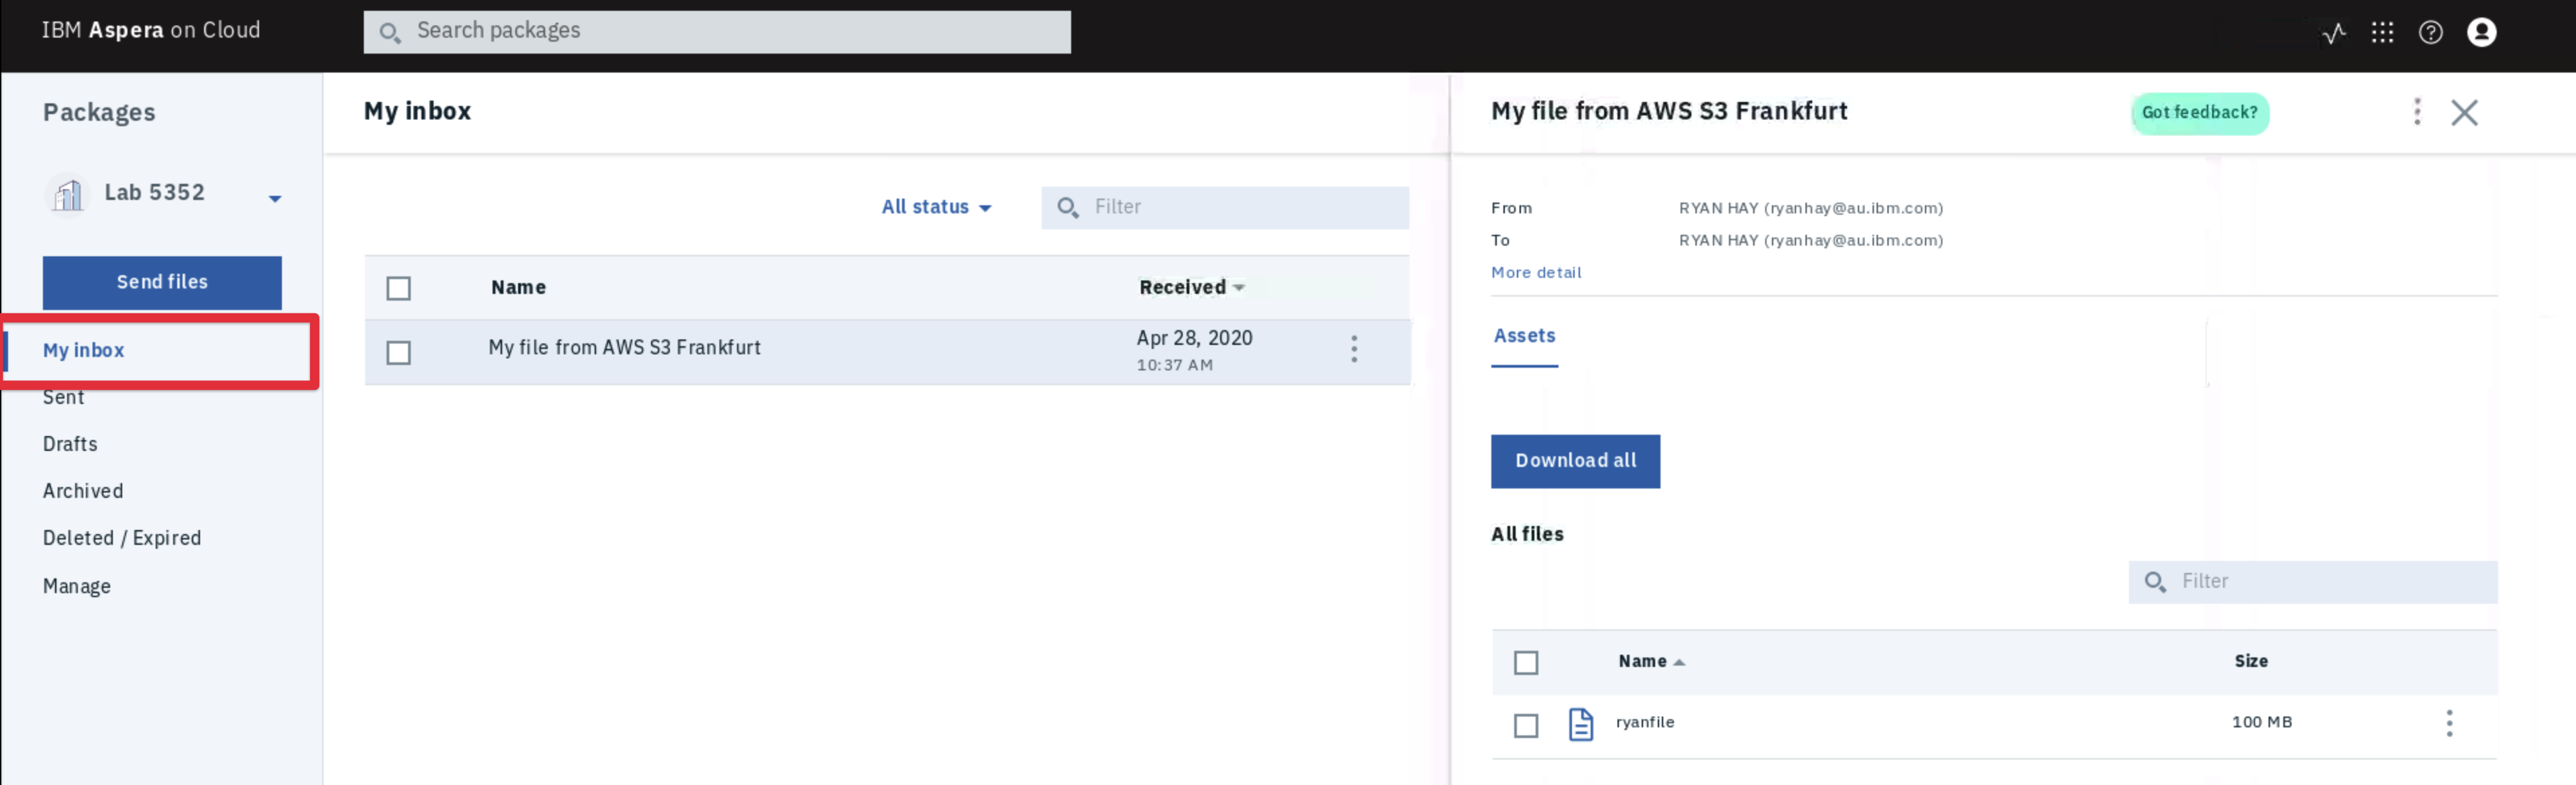 IBM Aspera on Cloud
Search packages
Packages
Lab 5352
Send files
My inbox
Sent
Drafts
Archived
Deleted / Expired
Manage
My inbox
All status
Filter
Name Received
My file from AWS S3 Frankfurt Apr 28, 2020
10:37 AM
My file from AWS S3 Frankfurt
Got feedback?
From RYAN HAY (ryanhay@au.ibm.com)
To RYAN HAY (ryanhay@au.ibm.com)
More detail
Assets
Download all
All files
Filter
Name Size
ryanfile 100 MB